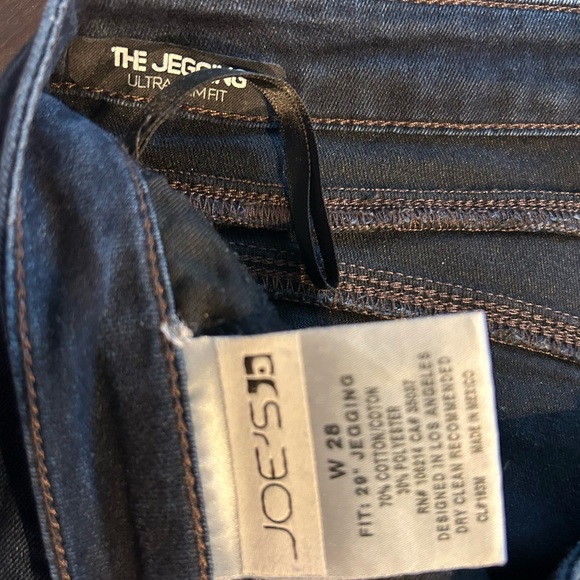 THE JEGGING
ULTRA SLIM FIT
JOE'S
W 28
FIT: 29" JEGGING
70% COTTON/COTON
30% POLYESTER
RN# 106214 CA# 35037
DESIGNED IN LOS ANGELES
DRY CLEAN RECOMMENDED
MADE IN MEXICO